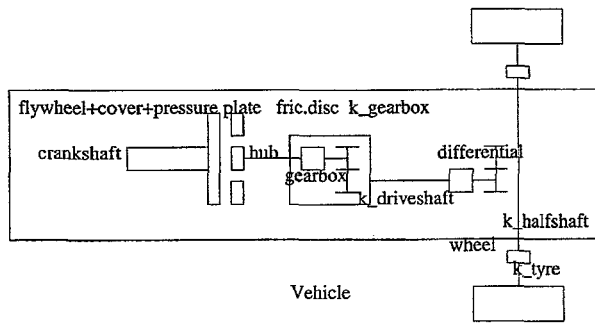 flywheel+cover+pressure plate fric.disc k_gearbox
crankshaft hub differential
gearbox
k_driveshaft
k_halfshaft
wheel
k_tyre
Vehicle